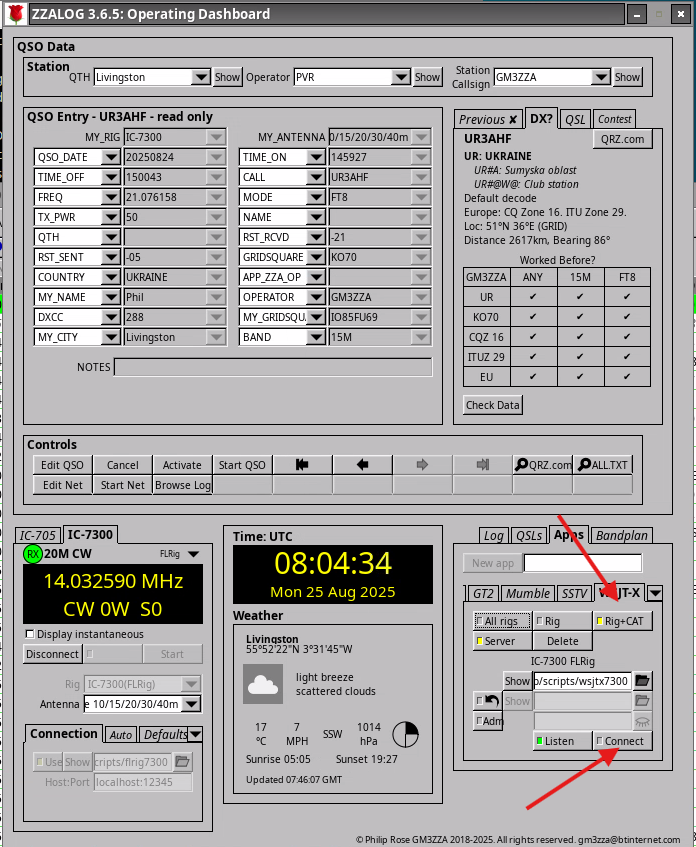 ZZALOG 3.6.5: Operating Dashboard
QSO Data
Station
QTH Livingston Show Operator PVR Show Station Callsign GM3ZZA Show
QSO Entry - UR3AHF - read only
MY_RIG IC-7300 MY_ANTENNA 0/15/20/30/40m
QSO_DATE 20250824 TIME_ON 145927
TIME_OFF 150043 CALL UR3AHF
FREQ 21.076158 MODE FT8
TX_PWR 50 NAME
QTH RST_RCVD -21
RST_SENT -05 GRIDSQUARE KO70
COUNTRY UKRAINE APP_ZZA_OP
MY_NAME Phil OPERATOR GM3ZZA
DXCC 288 MY_GRIDSQU IO85FU69
MY_CITY Livingston BAND 15M
NOTES
Previous ✘ DX? QSL Contest
UR3AHF QRZ.com
UR: UKRAINE
UR#A: Sumyska oblast
UR#@W@: Club station
Default decode
Europe: CQ Zone 16. ITU Zone 29.
Loc: 51°N 36°E (GRID)
Distance 2617km, Bearing 86°
Worked Before?
GM3ZZA ANY 15M FT8
UR ✔ ✔ ✔
KO70 ✔ ✔ ✔
CQZ 16 ✔ ✔ ✔
ITUZ 29 ✔ ✔ ✔
EU ✔ ✔ ✔
Check Data
Controls
Edit QSO Cancel Activate Start QSO QRZ.com ALL.TXT
Edit Net Start Net Browse Log
IC-705 IC-7300
RX 20M CW FLRig
14.032590 MHz
CW 0W S0
Display instantaneous
Disconnect Start
Rig IC-7300(FLRig)
Antenna e 10/15/20/30/40m
Connection Auto Defaults
Use Show cripts/flrig7300
Host:Port localhost:12345
Time: UTC
08:04:34
Mon 25 Aug 2025
Weather
Livingston
55°52'22"N 3°31'45"W
light breeze
scattered clouds
17 °C 7 MPH SSW 1014 hPa
Sunrise 05:05 Sunset 19:27
Updated 07:46:07 GMT
Log QSLs Apps Bandplan
New app
GT2 Mumble SSTV WSJT-X
All rigs Rig Rig+CAT
Server Delete
IC-7300 FLRig
Show o/scripts/wsjtx7300
Show
Adm
Listen Connect
© Philip Rose GM3ZZA 2018-2025. All rights reserved. gm3zza@btinternet.com